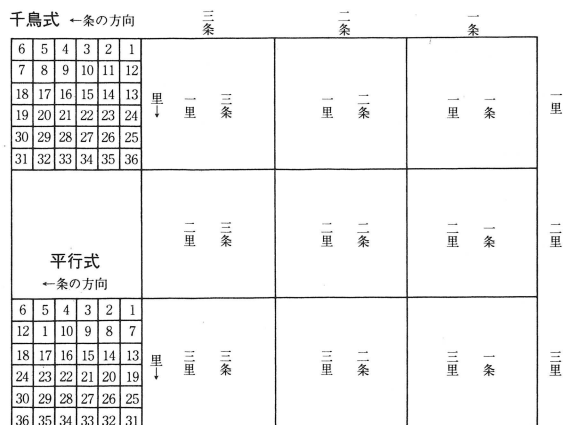 千鳥式 ←条の方向
三条
二条
一条
6 5 4 3 2 1
7 8 9 10 11 12
18 17 16 15 14 13
19 20 21 22 23 24
30 29 28 27 26 25
31 32 33 34 35 36
里↓
三条一里
二条一里
一条一里
一里
三条二里
二条二里
一条二里
二里
平行式
←条の方向
6 5 4 3 2 1
12 1 10 9 8 7
18 17 16 15 14 13
24 23 22 21 20 19
30 29 28 27 26 25
36 35 34 33 32 31
里↓
三条三里
二条三里
一条三里
三里